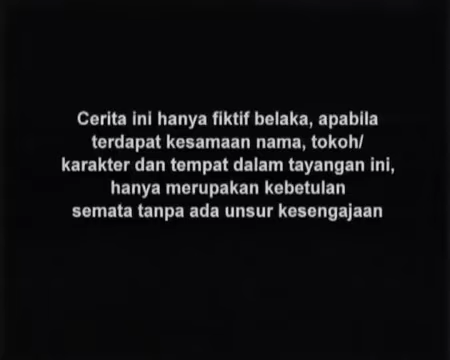 Cerita ini hanya fiktif belaka, apabila
terdapat kesamaan nama, tokoh/
karakter dan tempat dalam tayangan ini,
hanya merupakan kebetulan
semata tanpa ada unsur kesengajaan